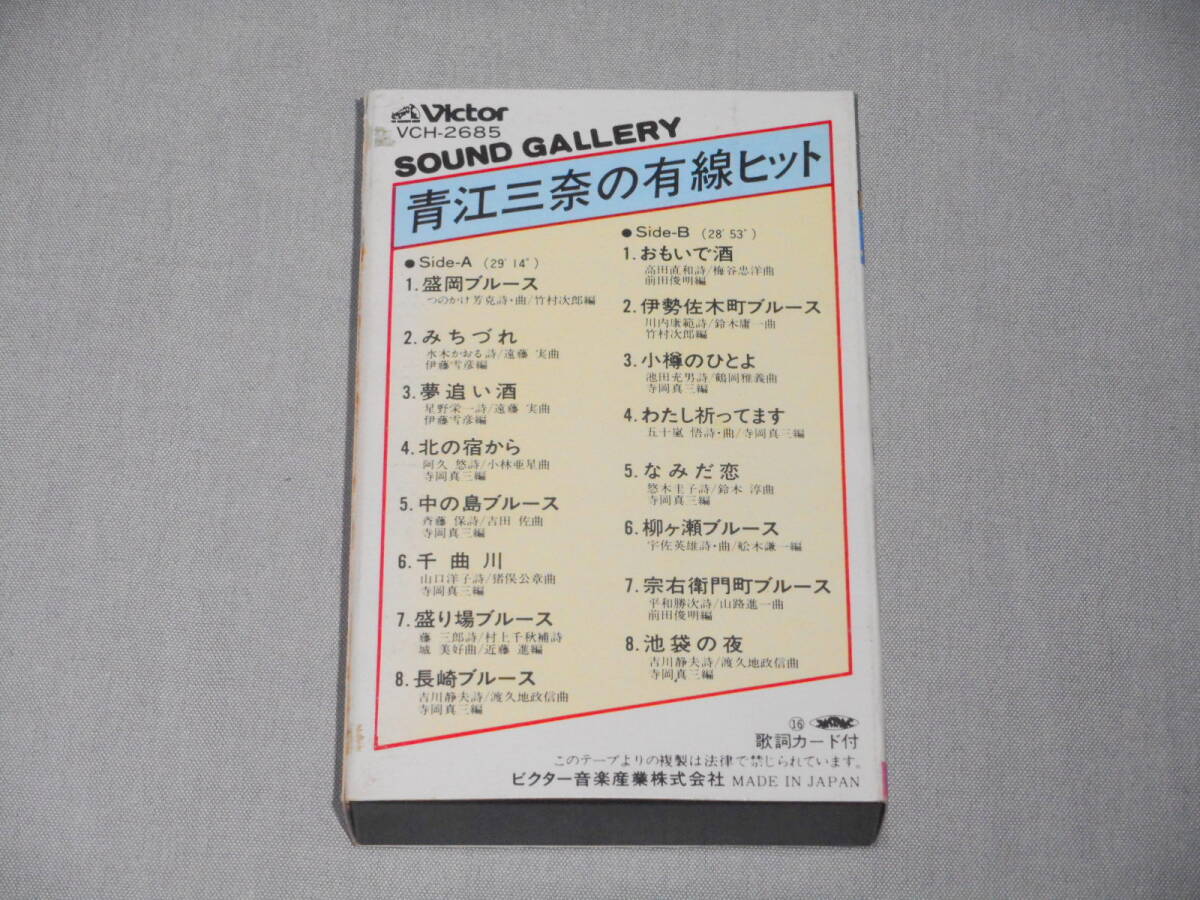 Victor
VCH-2685
SOUND GALLERY
青江三奈の有線ヒット
● Side-A (29′14″)
1. 盛岡ブルース
つのかけ芳克詩・曲/竹村次郎編
2. みちづれ
水木かおる詩/遠藤 実曲
伊藤雪彦編
3. 夢追い酒
星野栄一詩/遠藤 実曲
伊藤雪彦編
4. 北の宿から
阿久 悠詩/小林亜星曲
寺岡真三編
5. 中の島ブルース
斉藤 保詩/吉田 佐曲
寺岡真三編
6. 千曲川
山口洋子詩/猪俣公章曲
寺岡真三編
7. 盛り場ブルース
藤 三郎詩/村上千秋補詩
城 美好曲/近藤 進編
8. 長崎ブルース
吉川静夫詩/渡久地政信曲
寺岡真三編
● Side-B (28′53″)
1. おもいで酒
高田直和詩/梅谷忠洋曲
前田俊明編
2. 伊勢佐木町ブルース
川内康範詩/鈴木庸一曲
竹村次郎編
3. 小樽のひとよ
池田充男詩/鶴岡雅義曲
寺岡真三編
4. わたし祈ってます
五十嵐 悟詩・曲/寺岡真三編
5. なみだ恋
悠木圭子詩/鈴木 淳曲
寺岡真三編
6. 柳ヶ瀬ブルース
宇佐英雄詩・曲/舩木謙一編
7. 宗右衛門町ブルース
平和勝次詩/山路進一曲
前田俊明編
8. 池袋の夜
吉川静夫詩/渡久地政信曲
寺岡真三編
⑯
歌詞カード付
このテープよりの複製は法律で禁じられています。
ビクター音楽産業株式会社 MADE IN JAPAN